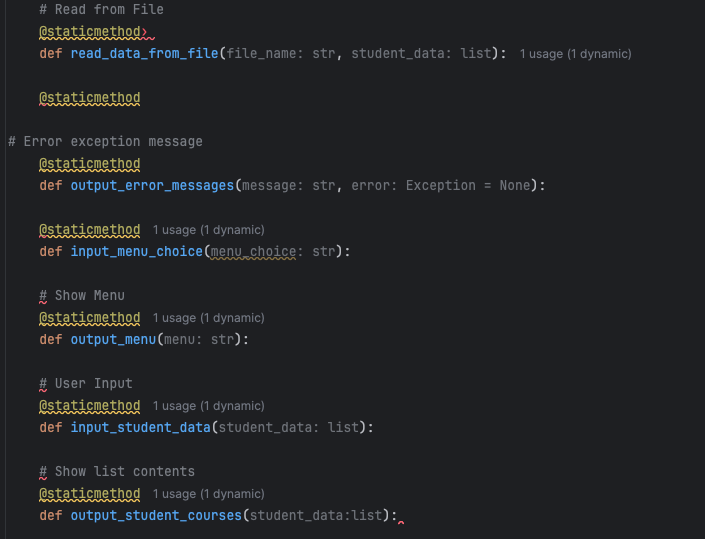 # Read from File
@staticmethod›
def read_data_from_file(file_name: str, student_data: list): 1 usage (1 dynamic)
@staticmethod
# Error exception message
@staticmethod
def output_error_messages(message: str, error: Exception = None):
@staticmethod 1 usage (1 dynamic)
def input_menu_choice(menu_choice: str):
# Show Menu
@staticmethod 1 usage (1 dynamic)
def output_menu(menu: str):
# User Input
@staticmethod 1 usage (1 dynamic)
def input_student_data(student_data: list):
# Show list contents
@staticmethod 1 usage (1 dynamic)
def output_student_courses(student_data:list):